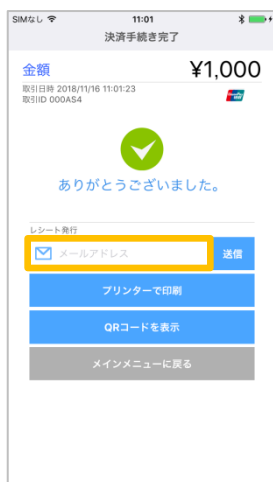 SIMなし 11:01
決済手続き完了
金額 ¥1,000
取引日時 2018/11/16 11:01:23
取引ID 000AS4
ありがとうございました。
レシート発行
メールアドレス 送信
プリンターで印刷
QRコードを表示
メインメニューに戻る